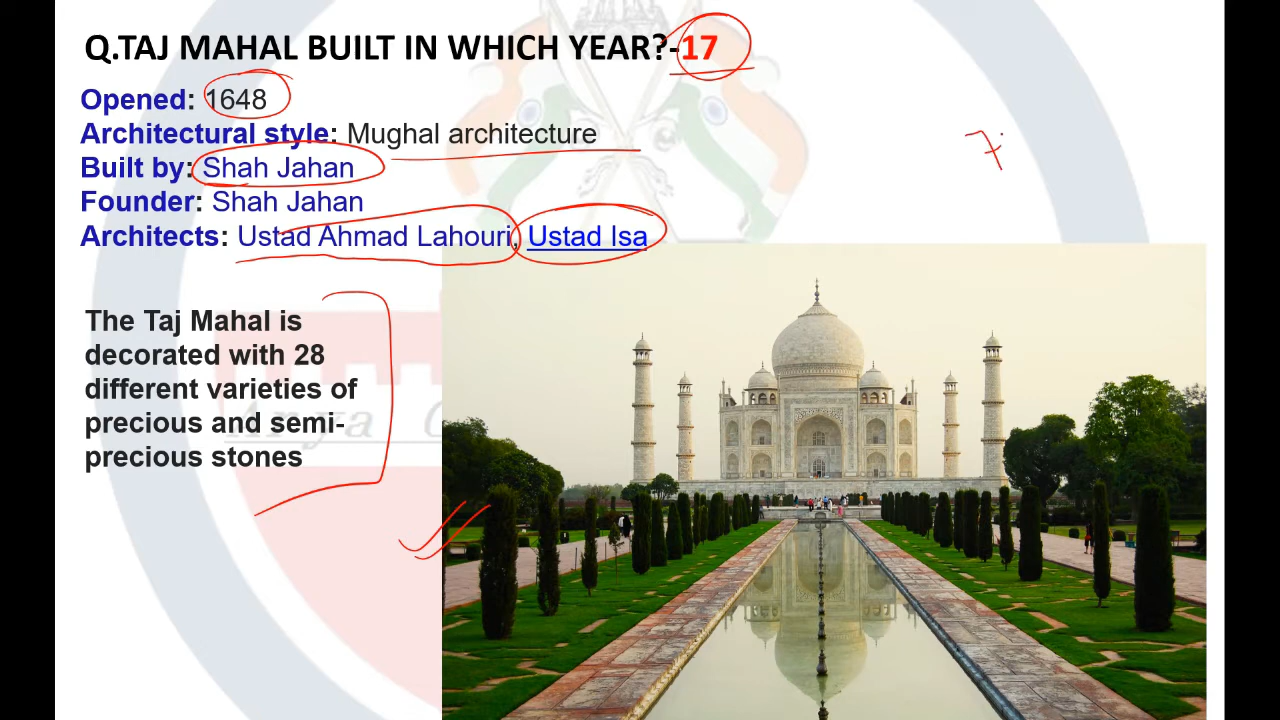 Q.TAJ MAHAL BUILT IN WHICH YEAR?-17
Opened: 1648
Architectural style: Mughal architecture
Built by: Shah Jahan
Founder: Shah Jahan
Architects: Ustad Ahmad Lahouri, Ustad Isa
The Taj Mahal is
decorated with 28
different varieties of
precious and semi-
precious stones
Arya